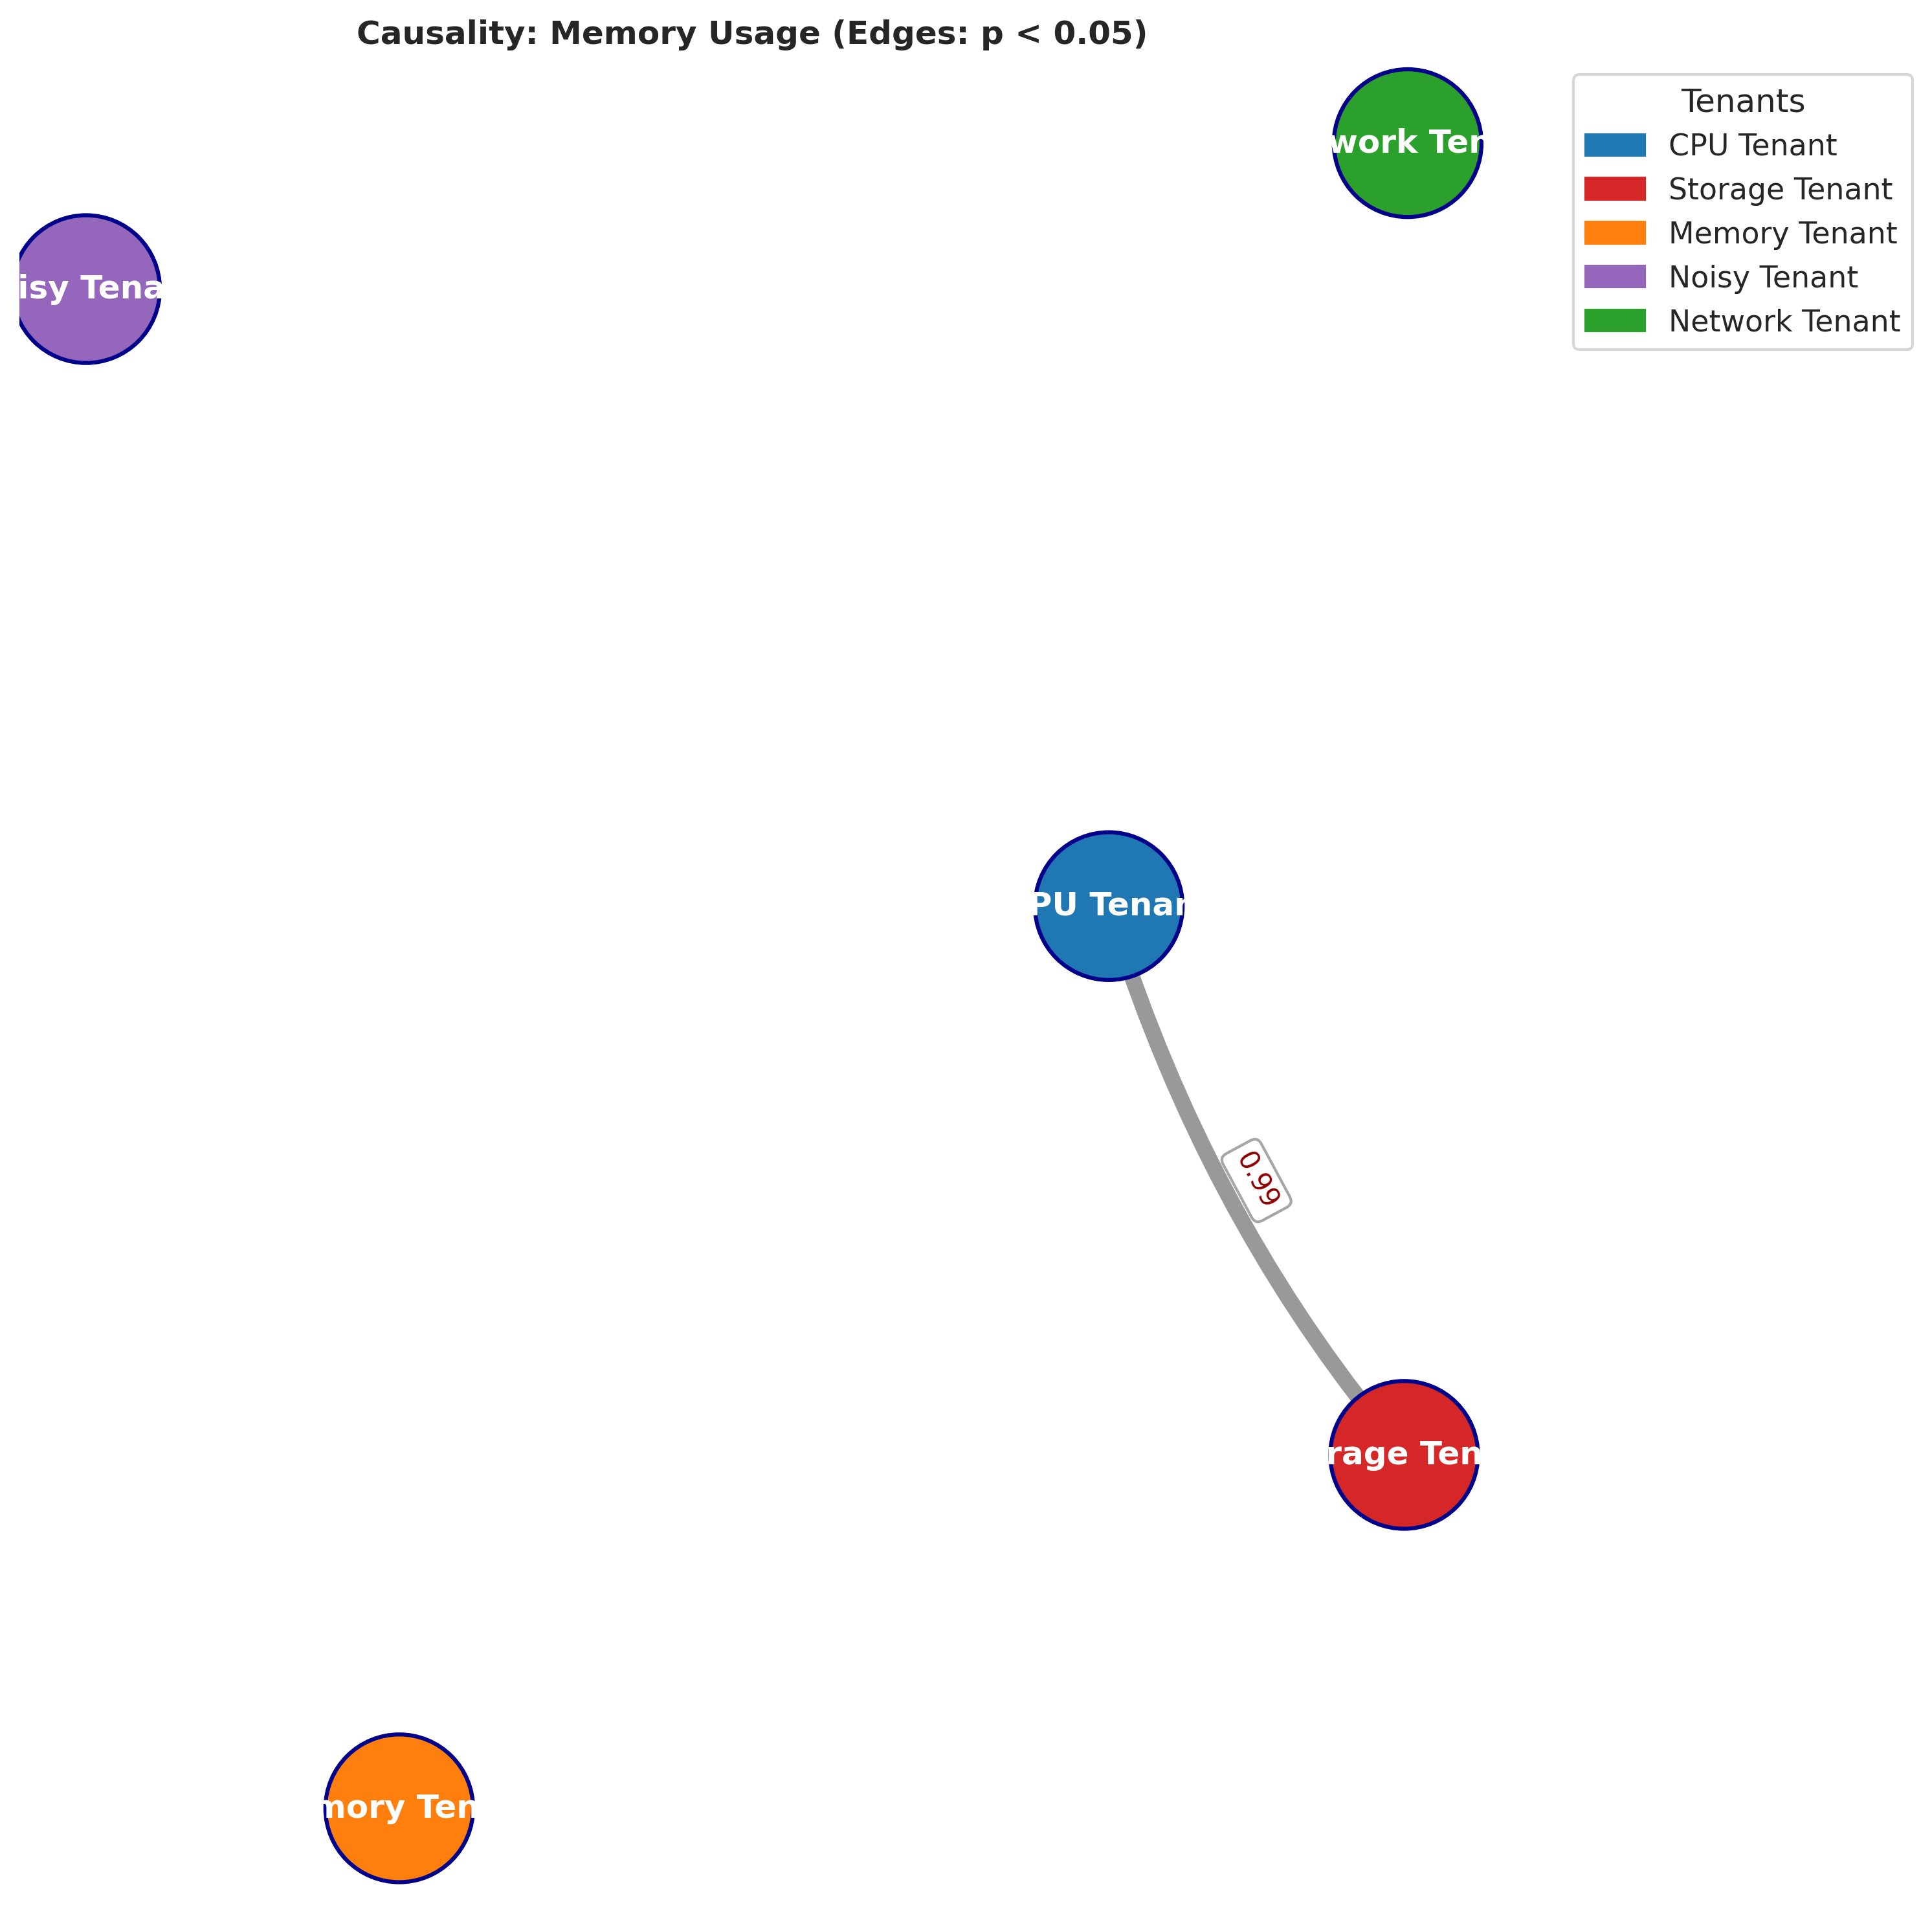 Causality: Memory Usage (Edges: p < 0.05)
work Ten
Tenants
CPU Tenant
Storage Tenant
Memory Tenant
Noisy Tenant
Network Tenant
isy Tena
PU Tenar
0.99
rage Ten
mory Ten